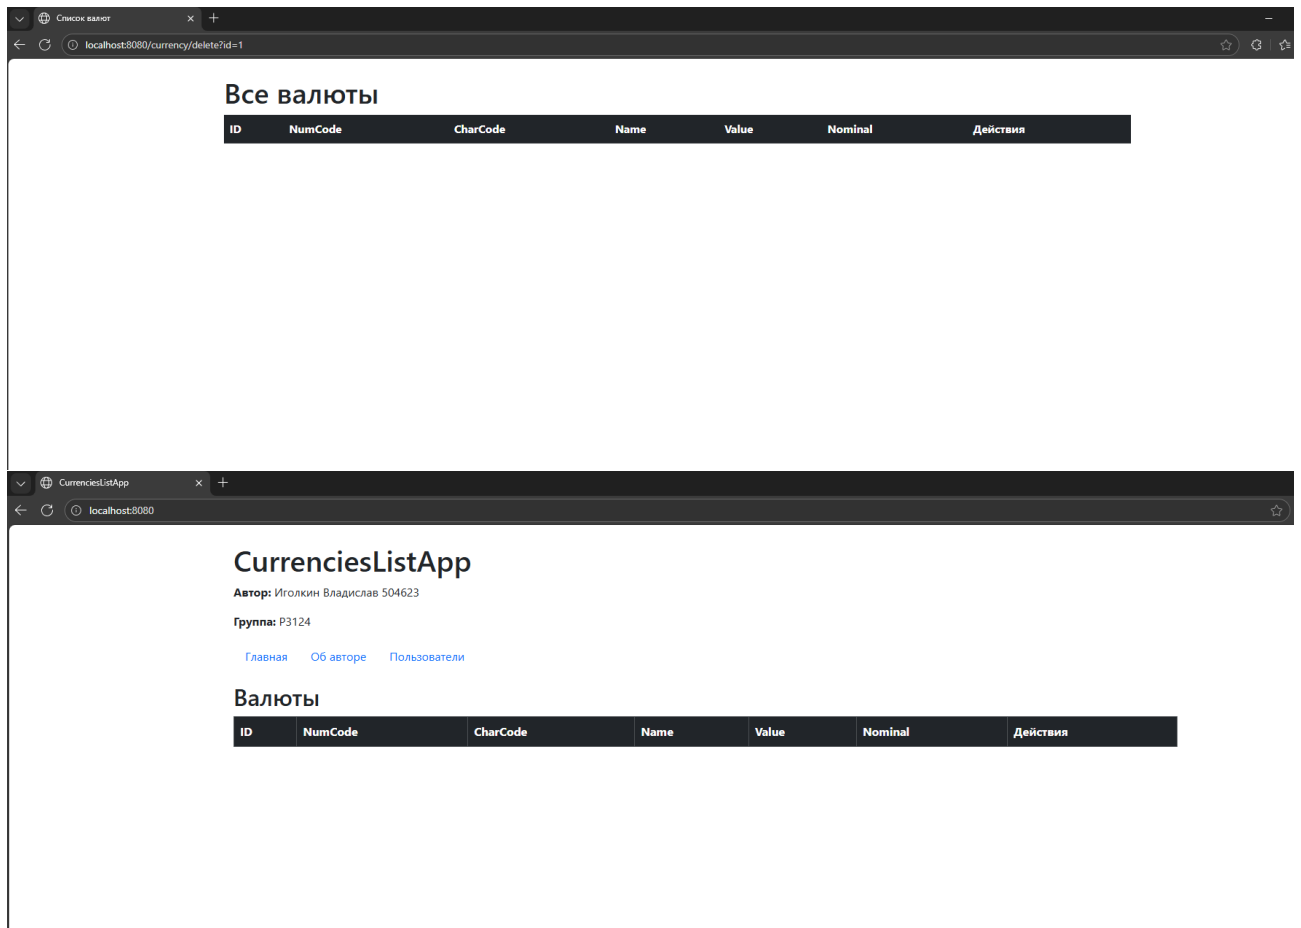 Список валют
localhost:8080/currency/delete?id=1
Все валюты
ID NumCode CharCode Name Value Nominal Действия
CurrenciesListApp
localhost:8080
CurrenciesListApp
Автор: Иголкин Владислав 504623
Группа: P3124
Главная Об авторе Пользователи
Валюты
ID NumCode CharCode Name Value Nominal Действия